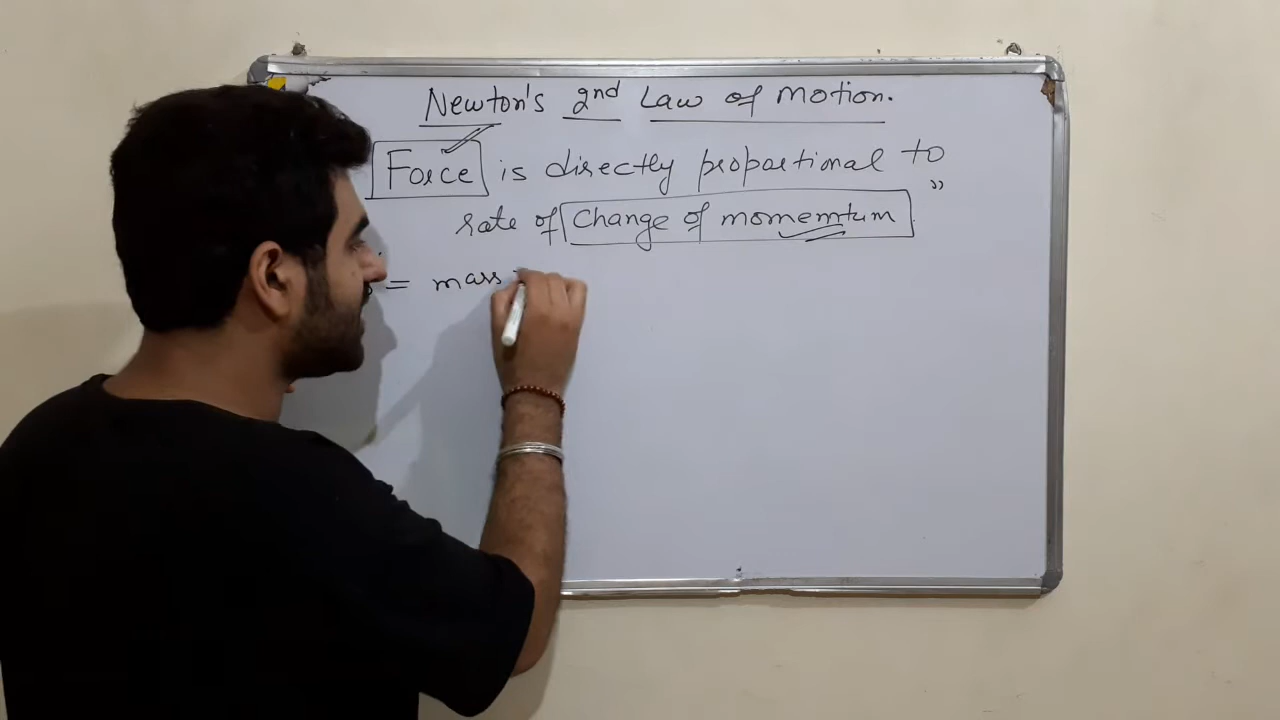 Newton's 2nd Law of motion.
Force is directly proportional to
rate of change of momemtum "
= mass